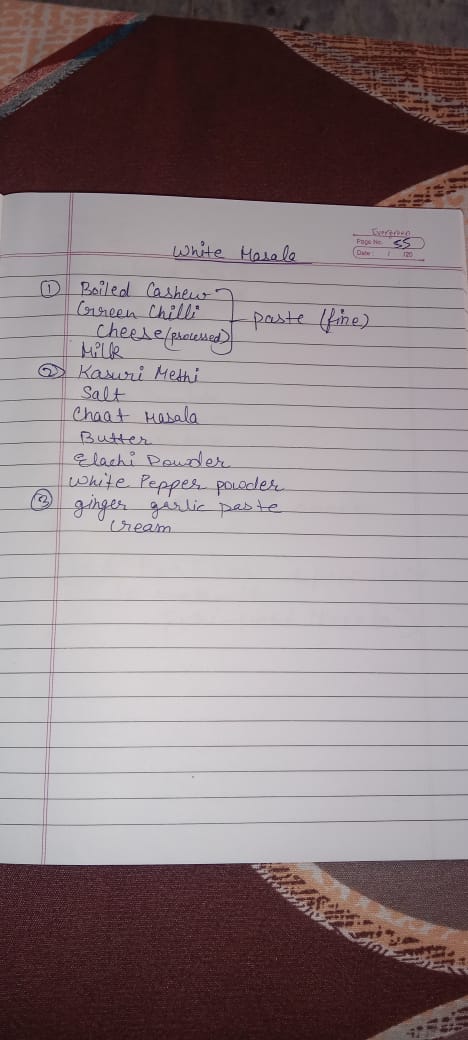 Evergreen
Page No. 55
Date: / /20
White Masala
① Boiled Cashew
Green Chilli
Cheese (processed)
Milk
paste (fine)
② Kasuri Methi
Salt
Chaat Masala
Butter
Elachi Powder
White Pepper powder
③ ginger garlic paste
Cream